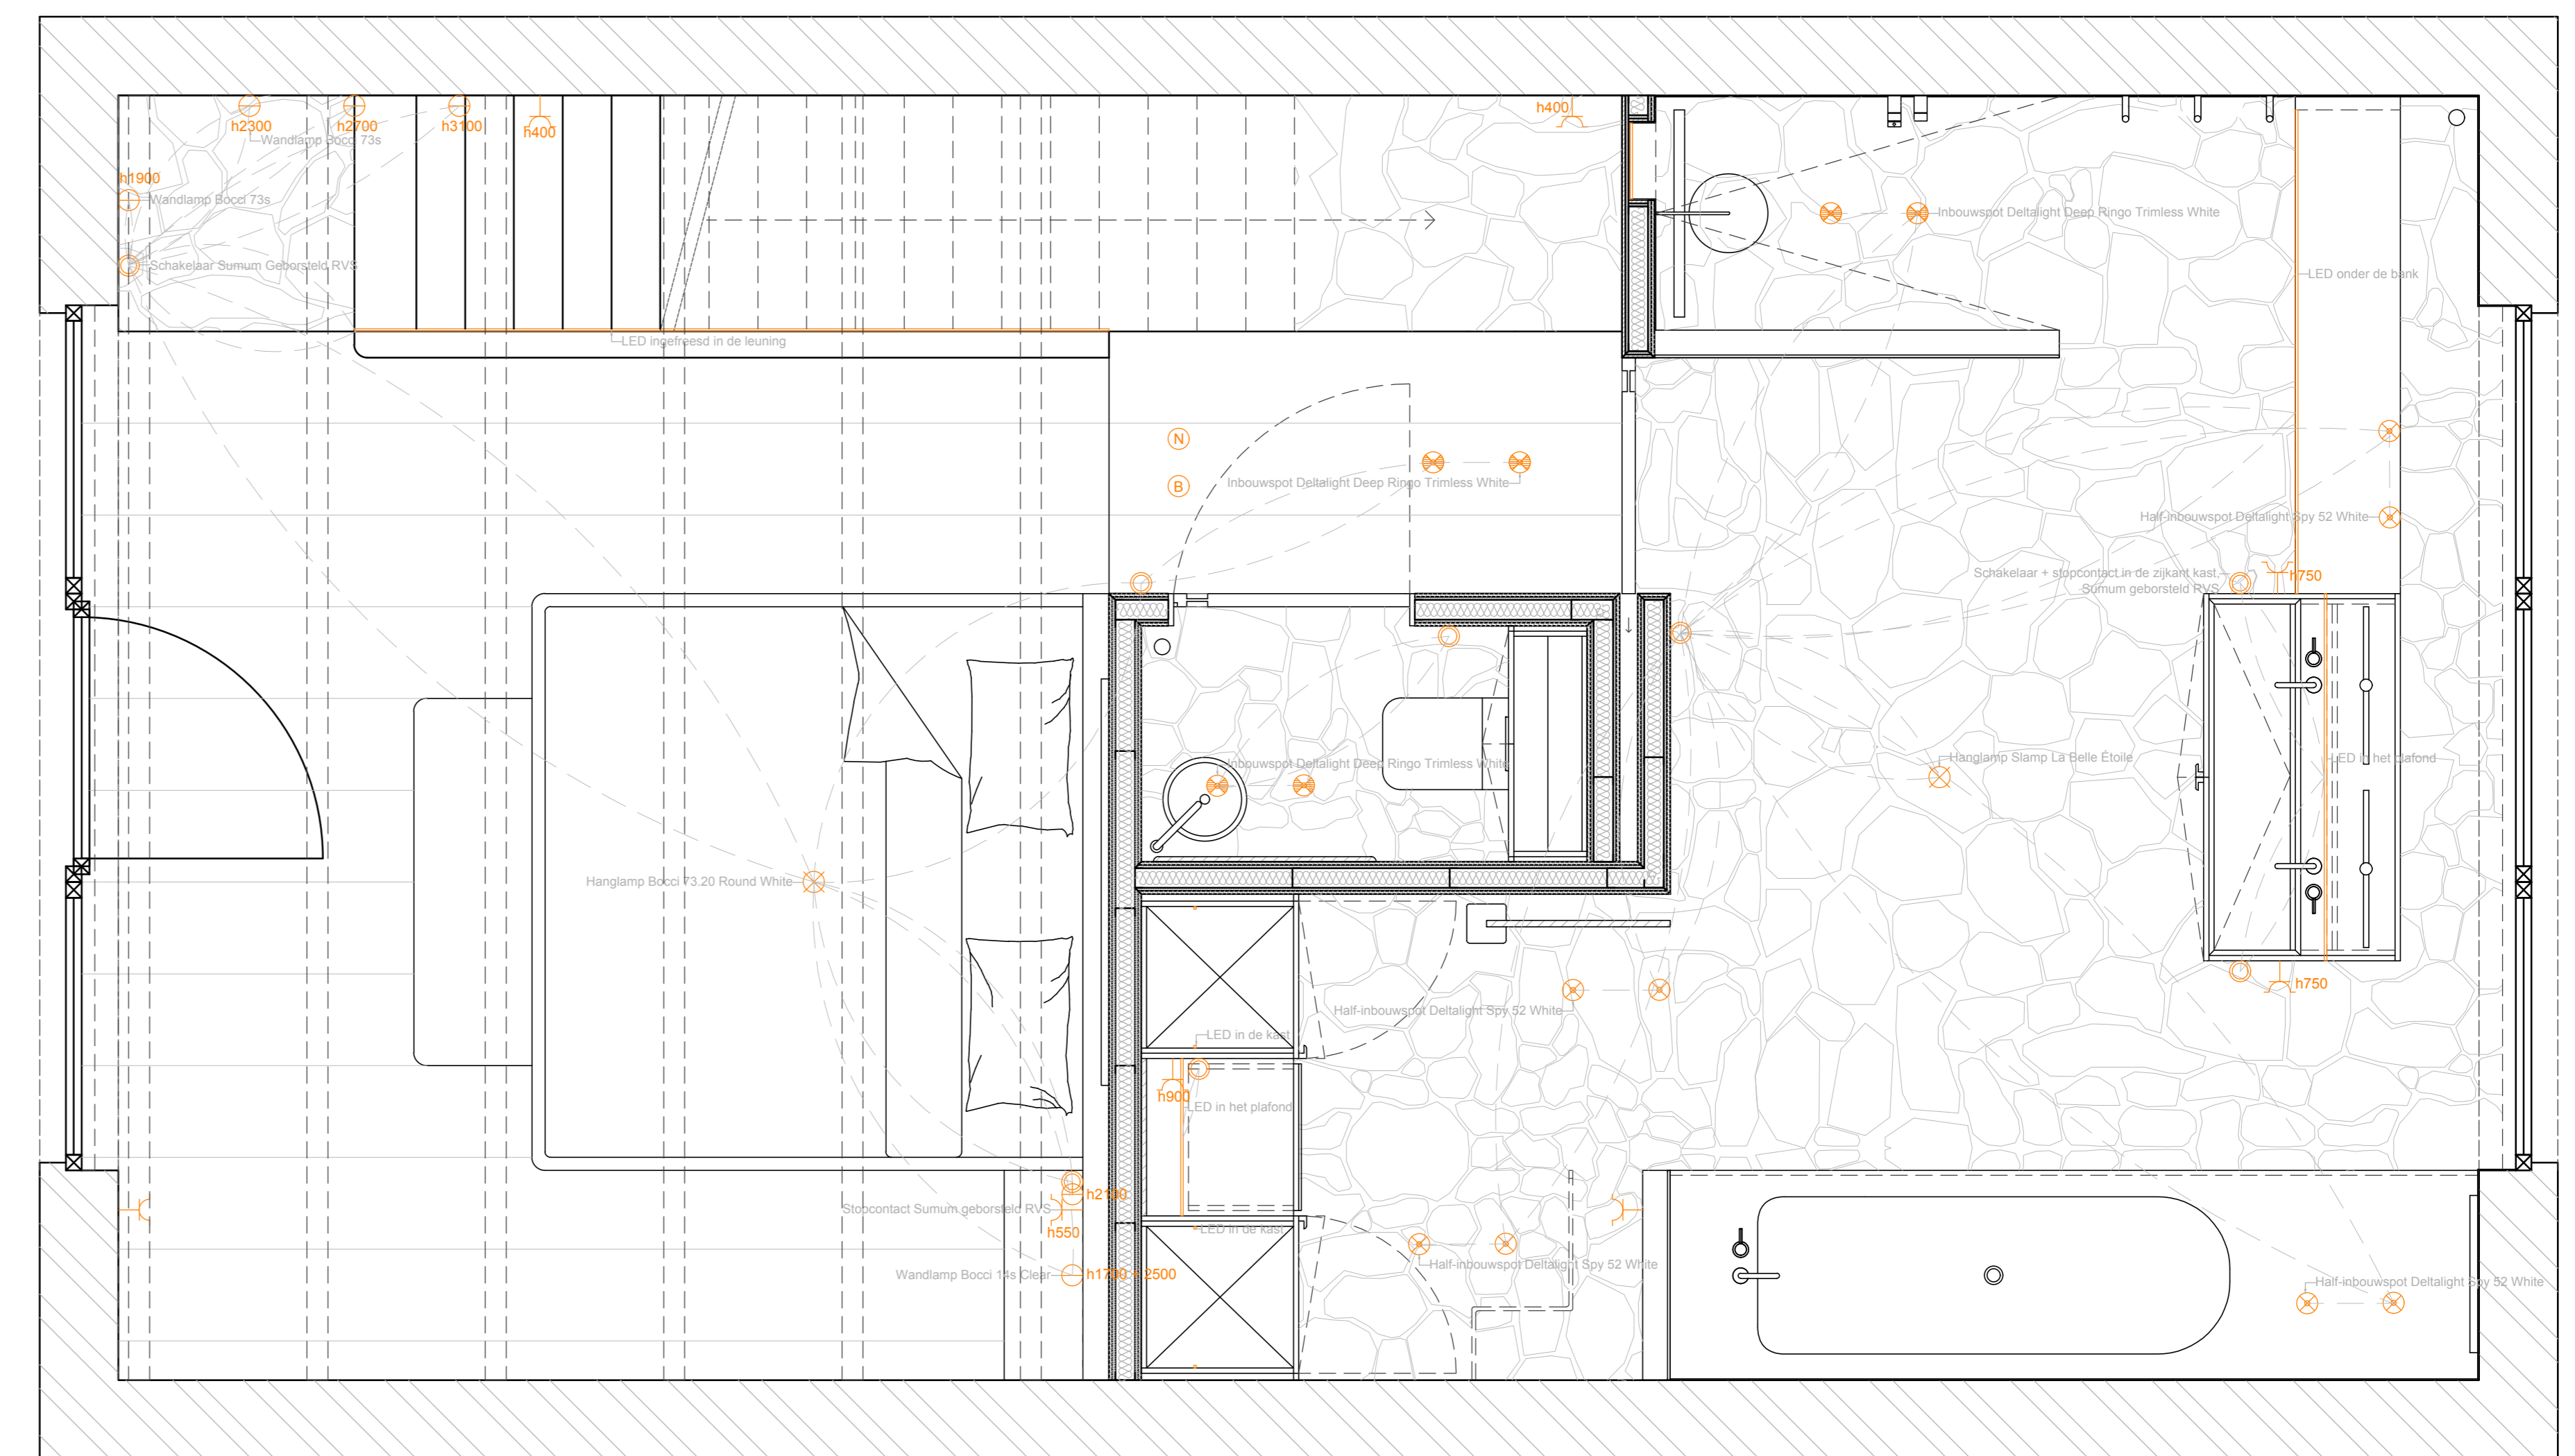 h2300
h2700
h3100
h400
h400
Wandlamp Bocci 73s
h1900
Wandlamp Bocci 73s
Inbouwspot Deltalight Deep Ringo Trimless White
Schakelaar Sumum Geborsteld RVS
LED onder de bank
LED ingefreesd in de leuning
N
B
Inbouwspot Deltalight Deep Ringo Trimless White
Half-inbouwspot Deltalight Spy 52 White
Schakelaar + stopcontact in de zijkant kast,
Sumum geborsteld RVS
h750
Inbouwspot Deltalight Deep Ringo Trimless White
Hanglamp Slamp La Belle Étoile
LED in het plafond
Hanglamp Bocci 73.20 Round White
h750
Half-inbouwspot Deltalight Spy 52 White
LED in de kast
h900
LED in het plafond
h2100
Stopcontact Sumum geborsteld RVS
h550
LED in de kast
Wandlamp Bocci 14s Clear
h1700 + 2500
Half-inbouwspot Deltalight Spy 52 White
Half-inbouwspot Deltalight Spy 52 White